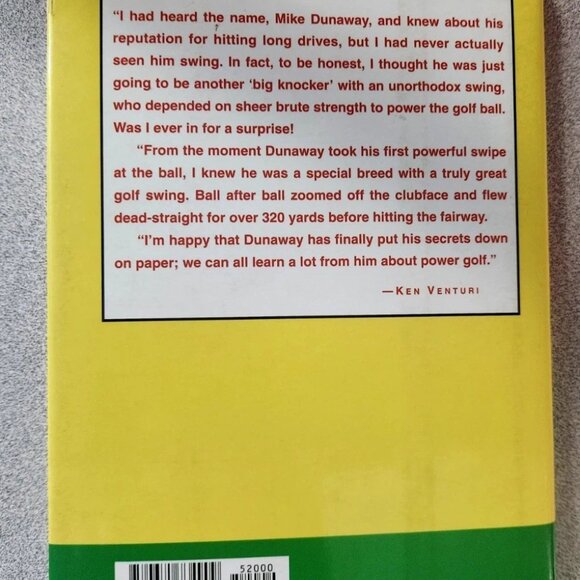 “I had heard the name, Mike Dunaway, and knew about his
reputation for hitting long drives, but I had never actually
seen him swing. In fact, to be honest, I thought he was just
going to be another ‘big knocker’ with an unorthodox swing,
who depended on sheer brute strength to power the golf ball.
Was I ever in for a surprise!
“From the moment Dunaway took his first powerful swipe
at the ball, I knew he was a special breed with a truly great
golf swing. Ball after ball zoomed off the clubface and flew
dead-straight for over 320 yards before hitting the fairway.
“I'm happy that Dunaway has finally put his secrets down
on paper; we can all learn a lot from him about power golf.”
—KEN VENTURI
52000